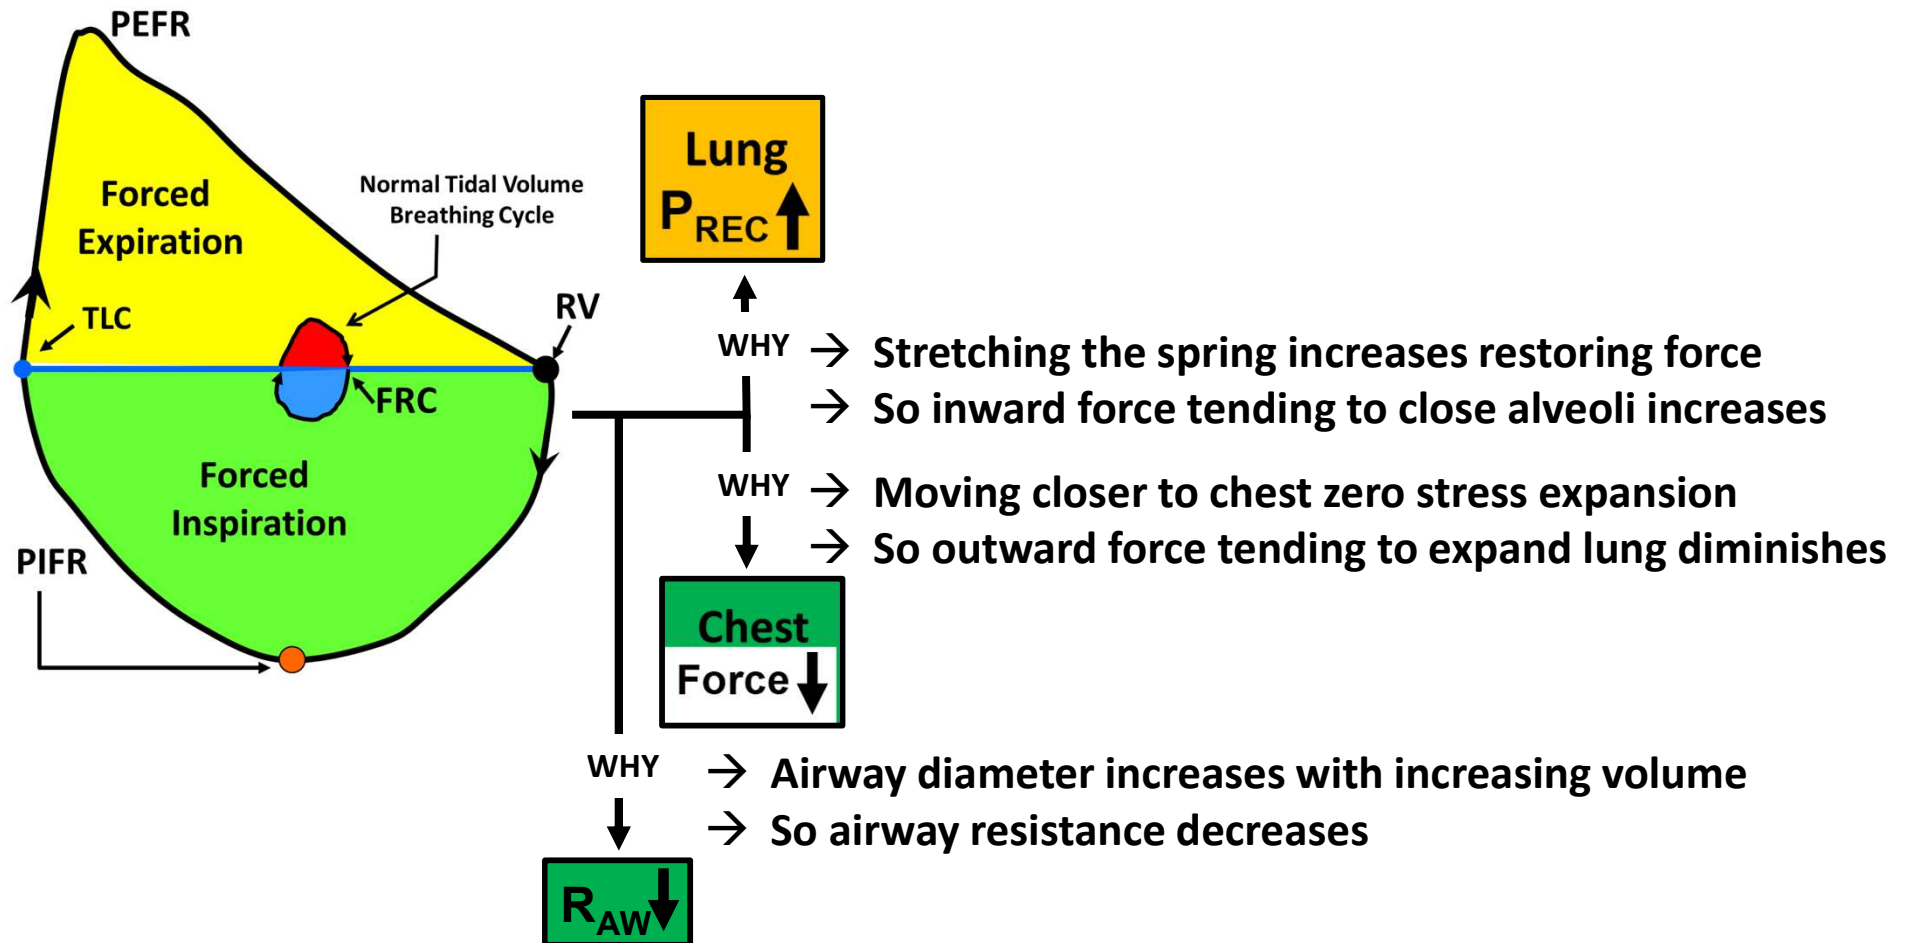 PEFR
Forced
Expiration
Normal Tidal Volume
Breathing Cycle
TLC
RV
FRC
Forced
Inspiration
PIFR
Lung
PREC
WHY
→ Stretching the spring increases restoring force
→ So inward force tending to close alveoli increases
WHY
→ Moving closer to chest zero stress expansion
→ So outward force tending to expand lung diminishes
Chest
Force
WHY
→ Airway diameter increases with increasing volume
→ So airway resistance decreases
RAW